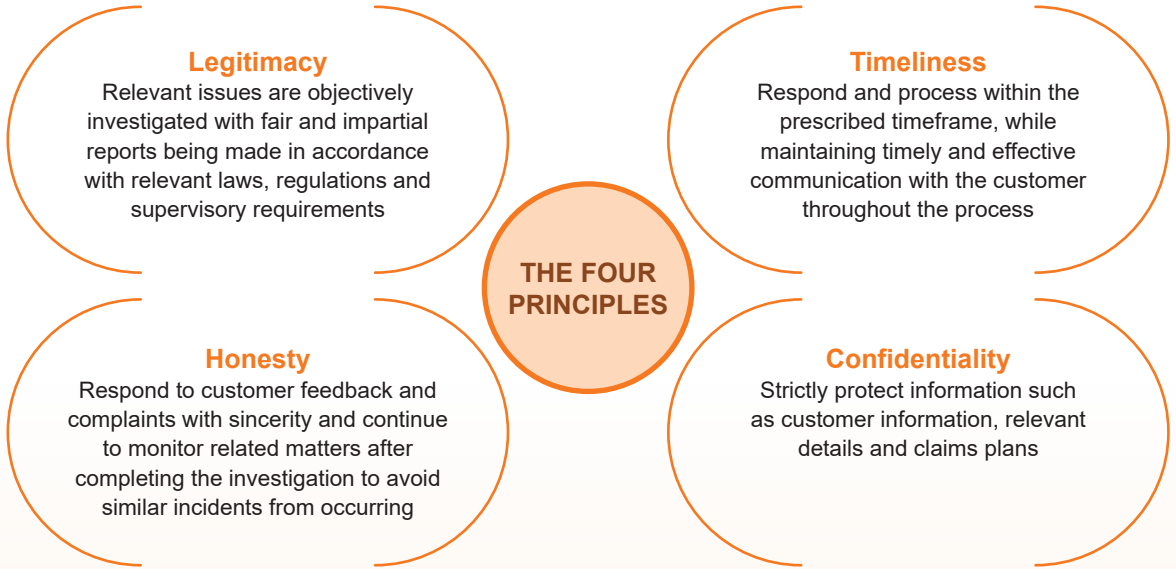 Legitimacy
Relevant issues are objectively
investigated with fair and impartial
reports being made in accordance
with relevant laws, regulations and
supervisory requirements
Timeliness
Respond and process within the
prescribed timeframe, while
maintaining timely and effective
communication with the customer
throughout the process
THE FOUR
PRINCIPLES
Honesty
Respond to customer feedback and
complaints with sincerity and continue
to monitor related matters after
completing the investigation to avoid
similar incidents from occurring
Confidentiality
Strictly protect information such
as customer information, relevant
details and claims plans